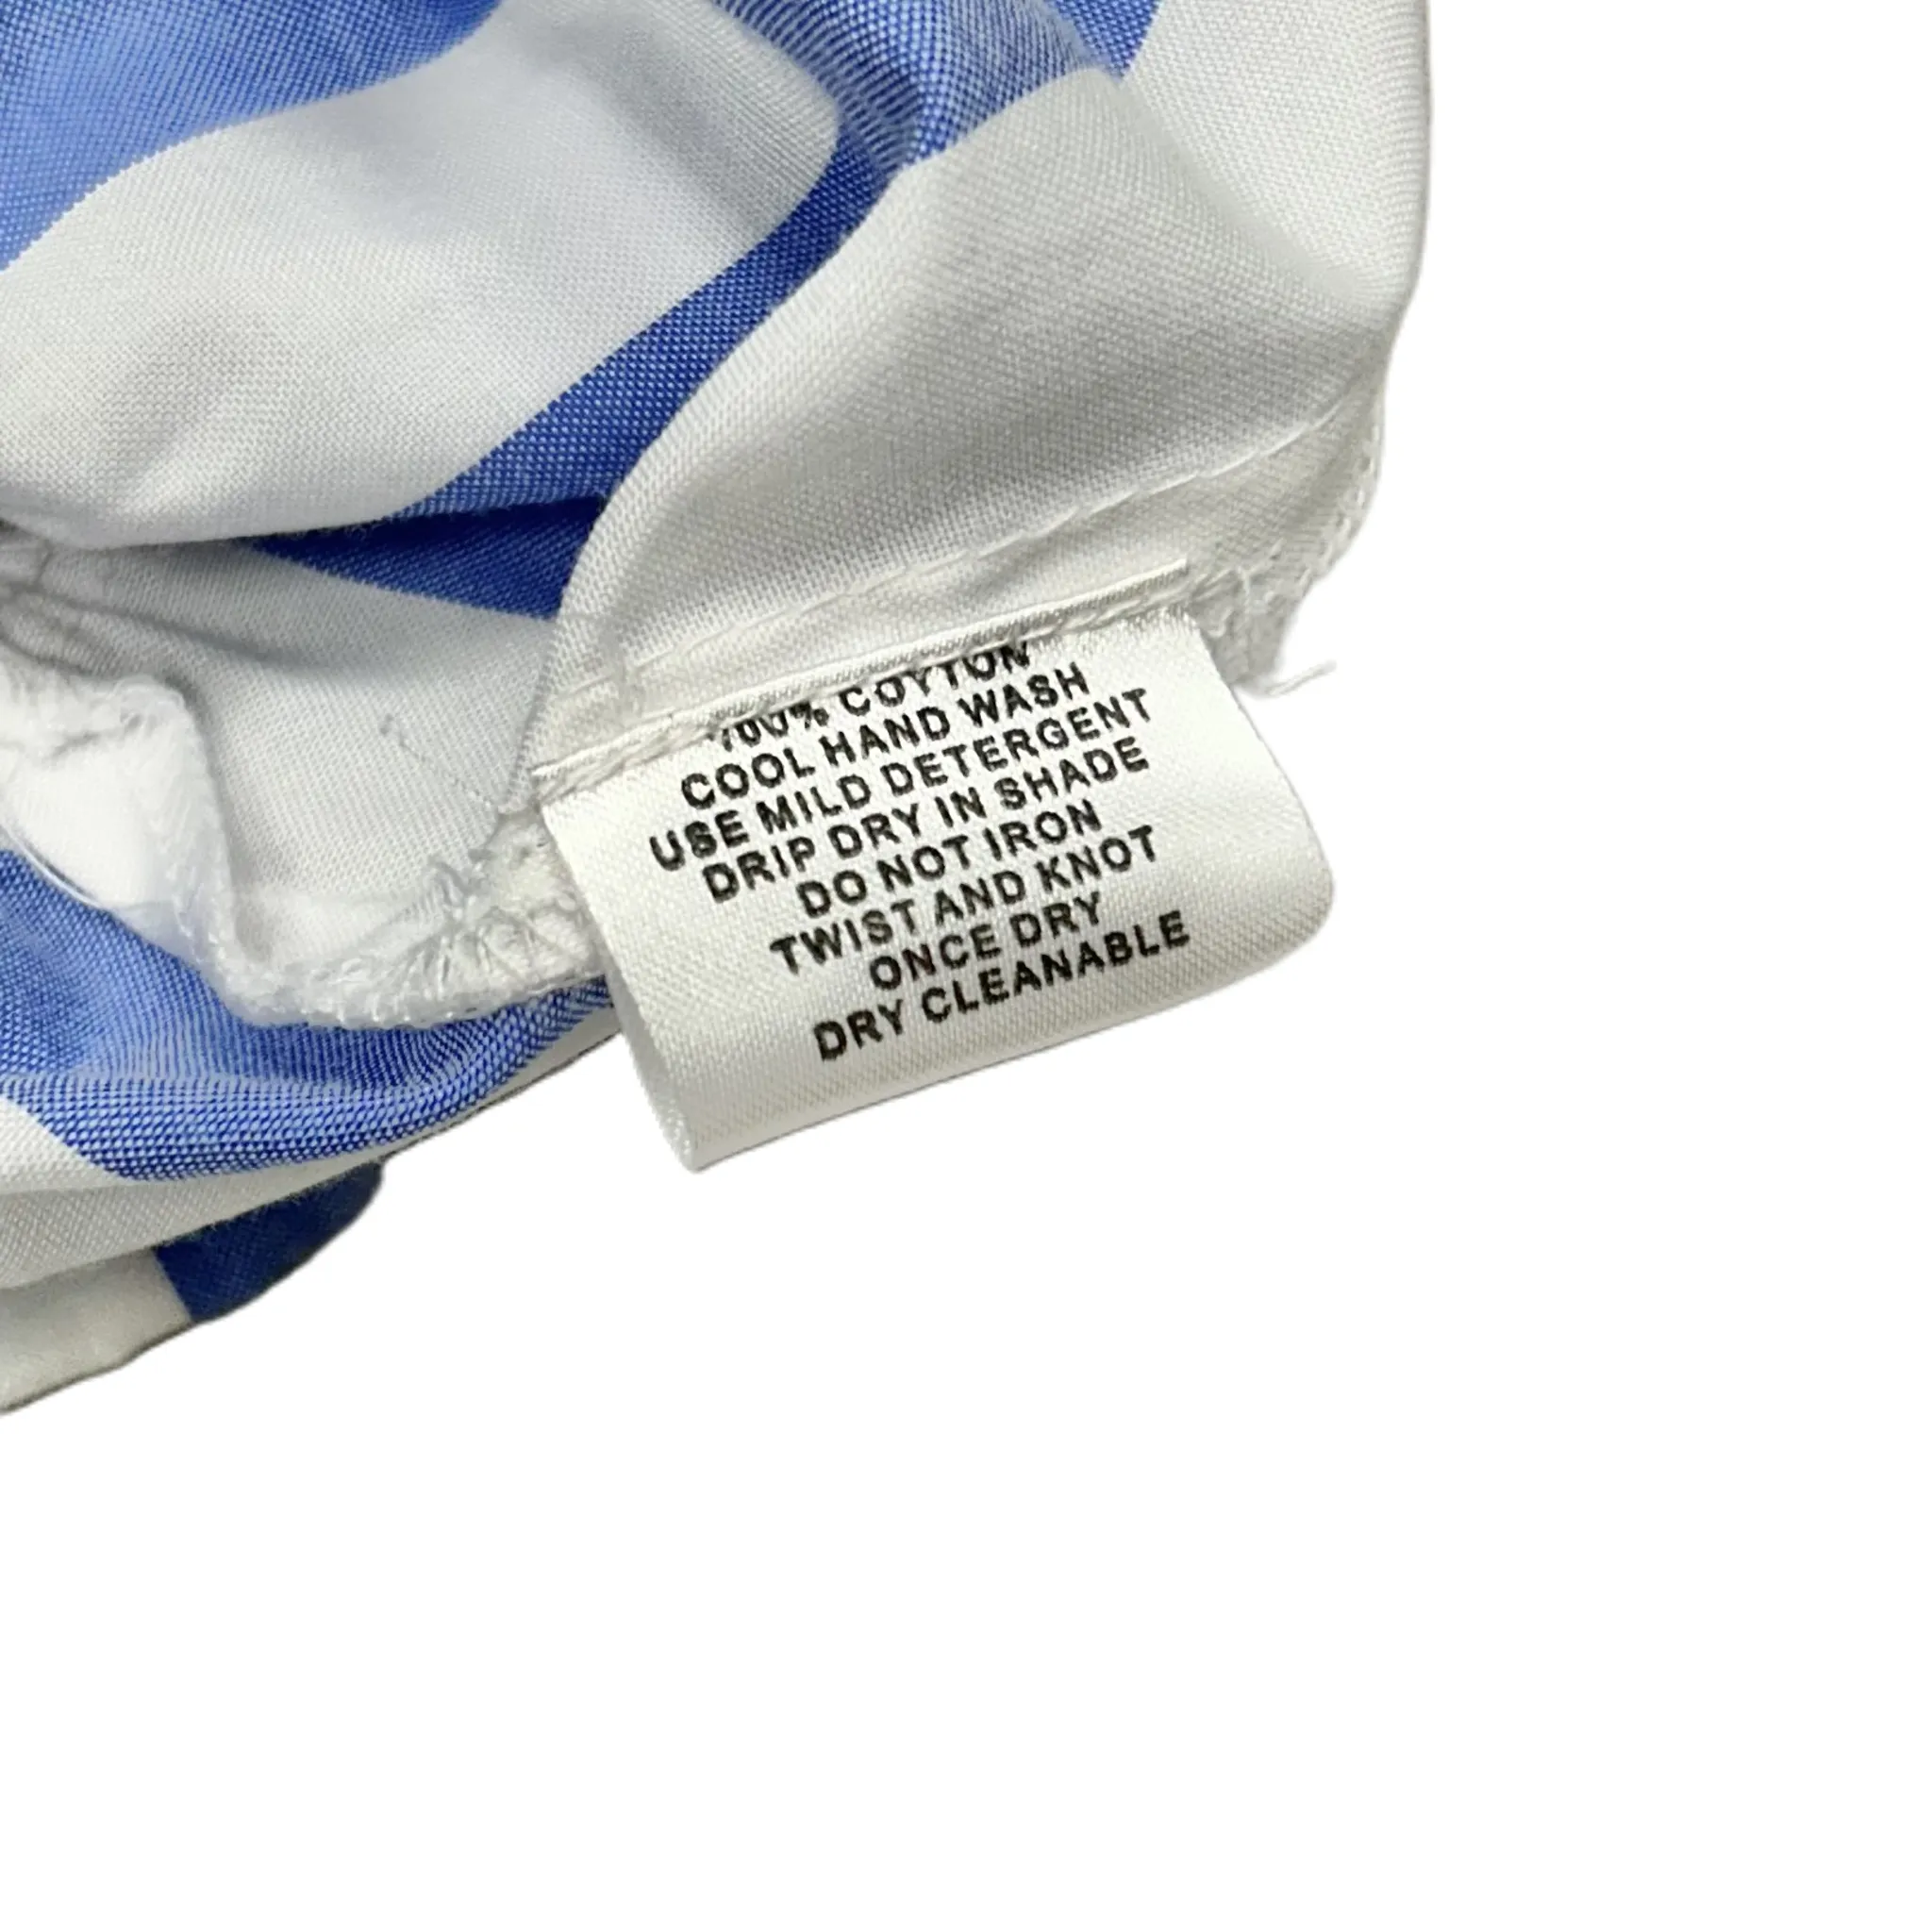 100% COTTON
COOL HAND WASH
USE MILD DETERGENT
DRIP DRY IN SHADE
DO NOT IRON
TWIST AND KNOT
ONCE DRY
DRY CLEANABLE